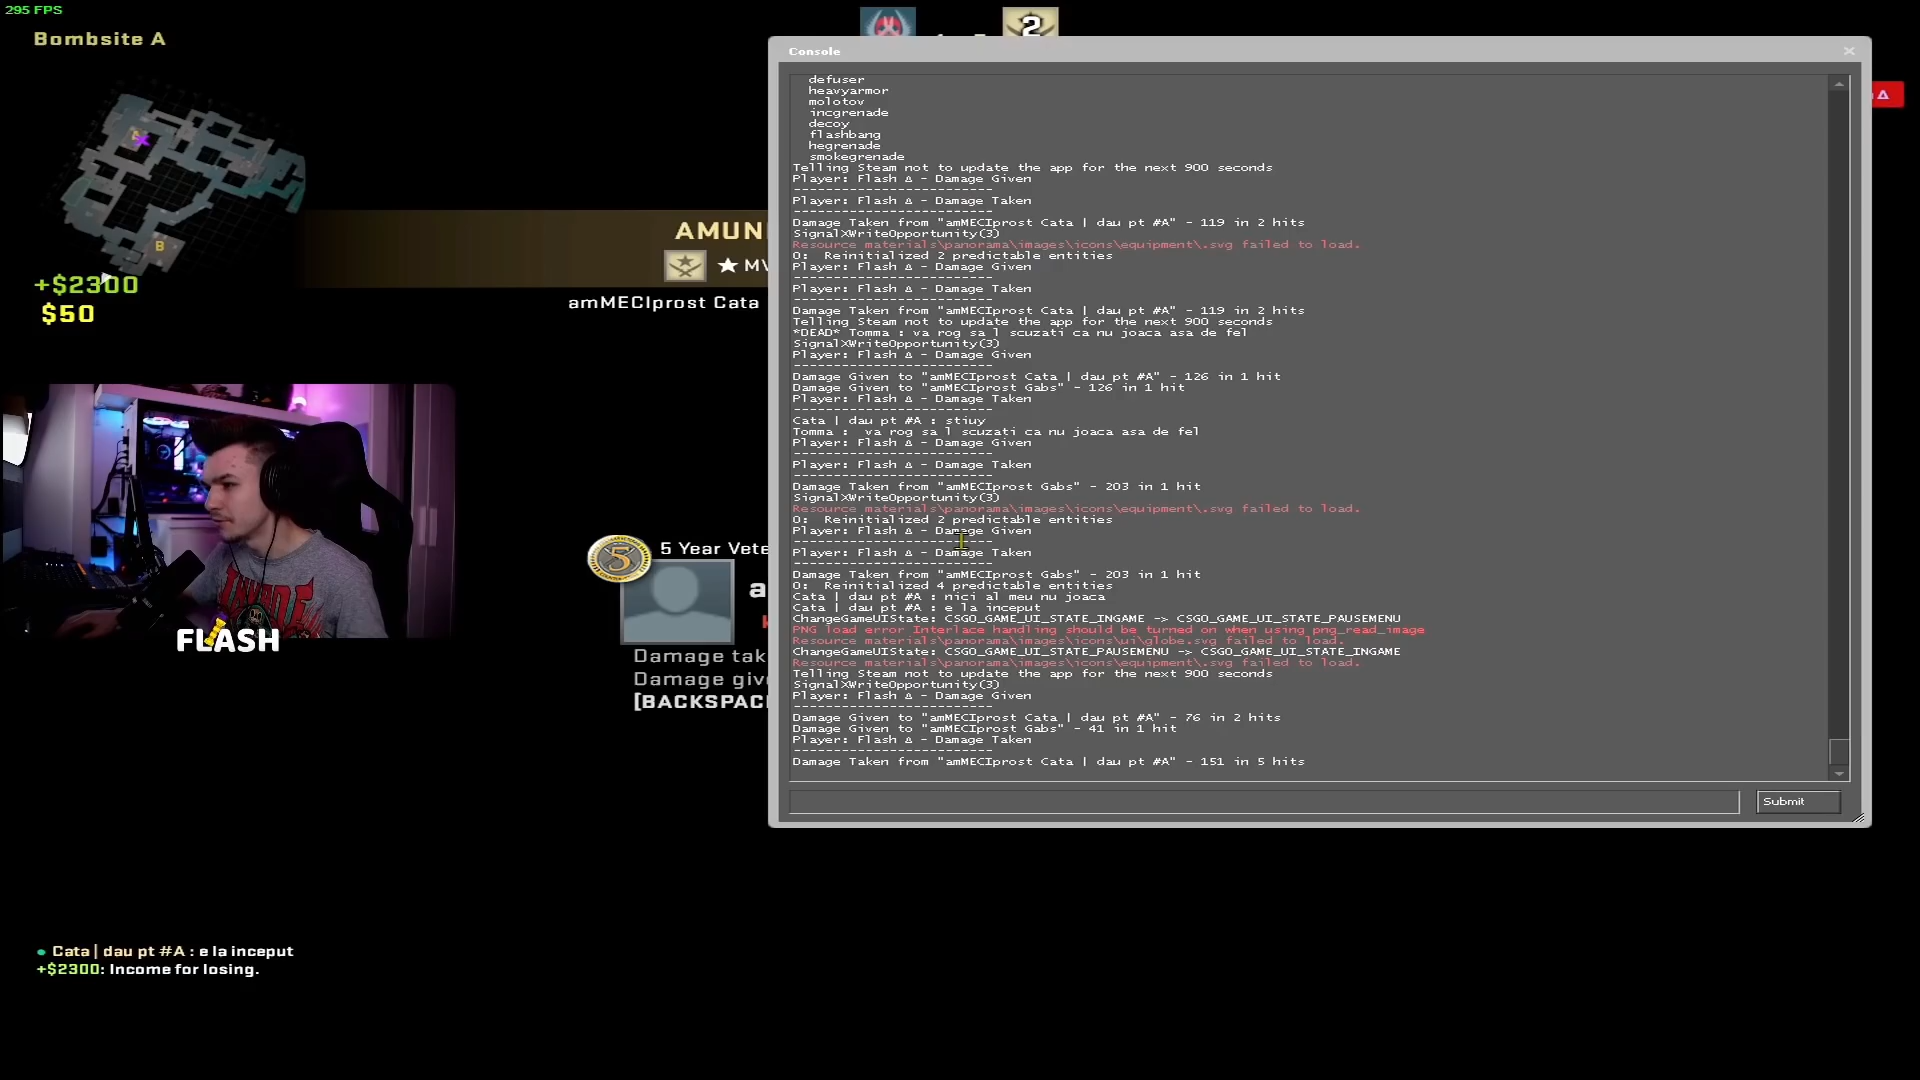 295 FPS
Bombsite A
2
Console
defuser
heavyarmor
molotov
incgrenade
decoy
flashbang
hegrenade
smokegrenade
Telling Steam not to update the app for the next 900 seconds
Player: Flash Δ - Damage Given
-------------------------
Player: Flash Δ - Damage Taken
-------------------------
Damage Taken from "amMECIprost Cata | dau pt #A" - 119 in 2 hits
SignalXWriteOpportunity(3)
Resource materials\panorama\images\icons\equipment\.svg failed to load.
0:  Reinitialized 2 predictable entities
Player: Flash Δ - Damage Given
-------------------------
Player: Flash Δ - Damage Taken
-------------------------
Damage Taken from "amMECIprost Cata | dau pt #A" - 119 in 2 hits
Telling Steam not to update the app for the next 900 seconds
*DEAD* Tomma : va rog sa l scuzati ca nu joaca asa de fel
SignalXWriteOpportunity(3)
Player: Flash Δ - Damage Given
-------------------------
Damage Given to "amMECIprost Cata | dau pt #A" - 126 in 1 hit
Damage Given to "amMECIprost Gabs" - 126 in 1 hit
Player: Flash Δ - Damage Taken
-------------------------
Cata | dau pt #A : stiuy
Tomma :  va rog sa l scuzati ca nu joaca asa de fel
Player: Flash Δ - Damage Given
-------------------------
Player: Flash Δ - Damage Taken
-------------------------
Damage Taken from "amMECIprost Gabs" - 203 in 1 hit
SignalXWriteOpportunity(3)
Resource materials\panorama\images\icons\equipment\.svg failed to load.
0:  Reinitialized 2 predictable entities
Player: Flash Δ - Damage Given
-------------------------
Player: Flash Δ - Damage Taken
-------------------------
Damage Taken from "amMECIprost Gabs" - 203 in 1 hit
0:  Reinitialized 4 predictable entities
Cata | dau pt #A : nici al meu nu joaca
Cata | dau pt #A : e la inceput
ChangeGameUIState: CSGO_GAME_UI_STATE_INGAME -> CSGO_GAME_UI_STATE_PAUSEMENU
PNG load error Interlace handling should be turned on when using png_read_image
Resource materials\panorama\images\icons\ui\globe.svg failed to load.
ChangeGameUIState: CSGO_GAME_UI_STATE_PAUSEMENU -> CSGO_GAME_UI_STATE_INGAME
Resource materials\panorama\images\icons\equipment\.svg failed to load.
Telling Steam not to update the app for the next 900 seconds
SignalXWriteOpportunity(3)
Player: Flash Δ - Damage Given
-------------------------
Damage Given to "amMECIprost Cata | dau pt #A" - 76 in 2 hits
Damage Given to "amMECIprost Gabs" - 41 in 1 hit
Player: Flash Δ - Damage Taken
-------------------------
Damage Taken from "amMECIprost Cata | dau pt #A" - 151 in 5 hits
Submit
B
+$2300
$50
AMUN
★ MV
amMECIprost Cata
FLASH
5
5 Year Vete
a
Damage tak
Damage giv
[BACKSPAC
Δ
Cata | dau pt #A : e la inceput
+$2300: Income for losing.